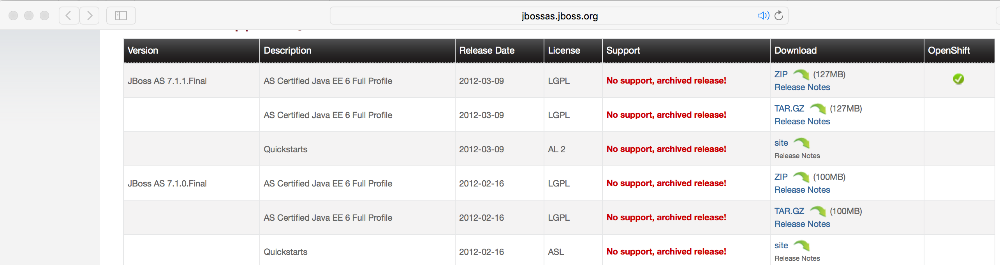 jbossas.jboss.org
Version Description Release Date License Support Download OpenShift
JBoss AS 7.1.1.Final AS Certified Java EE 6 Full Profile 2012-03-09 LGPL No support, archived release! ZIP (127MB)
Release Notes
AS Certified Java EE 6 Full Profile 2012-03-09 LGPL No support, archived release! TAR.GZ (127MB)
Release Notes
Quickstarts 2012-03-09 AL 2 No support, archived release! site
Release Notes
JBoss AS 7.1.0.Final AS Certified Java EE 6 Full Profile 2012-02-16 LGPL No support, archived release! ZIP (100MB)
Release Notes
AS Certified Java EE 6 Full Profile 2012-02-16 LGPL No support, archived release! TAR.GZ (100MB)
Release Notes
Quickstarts 2012-02-16 ASL No support, archived release! site
Release Notes